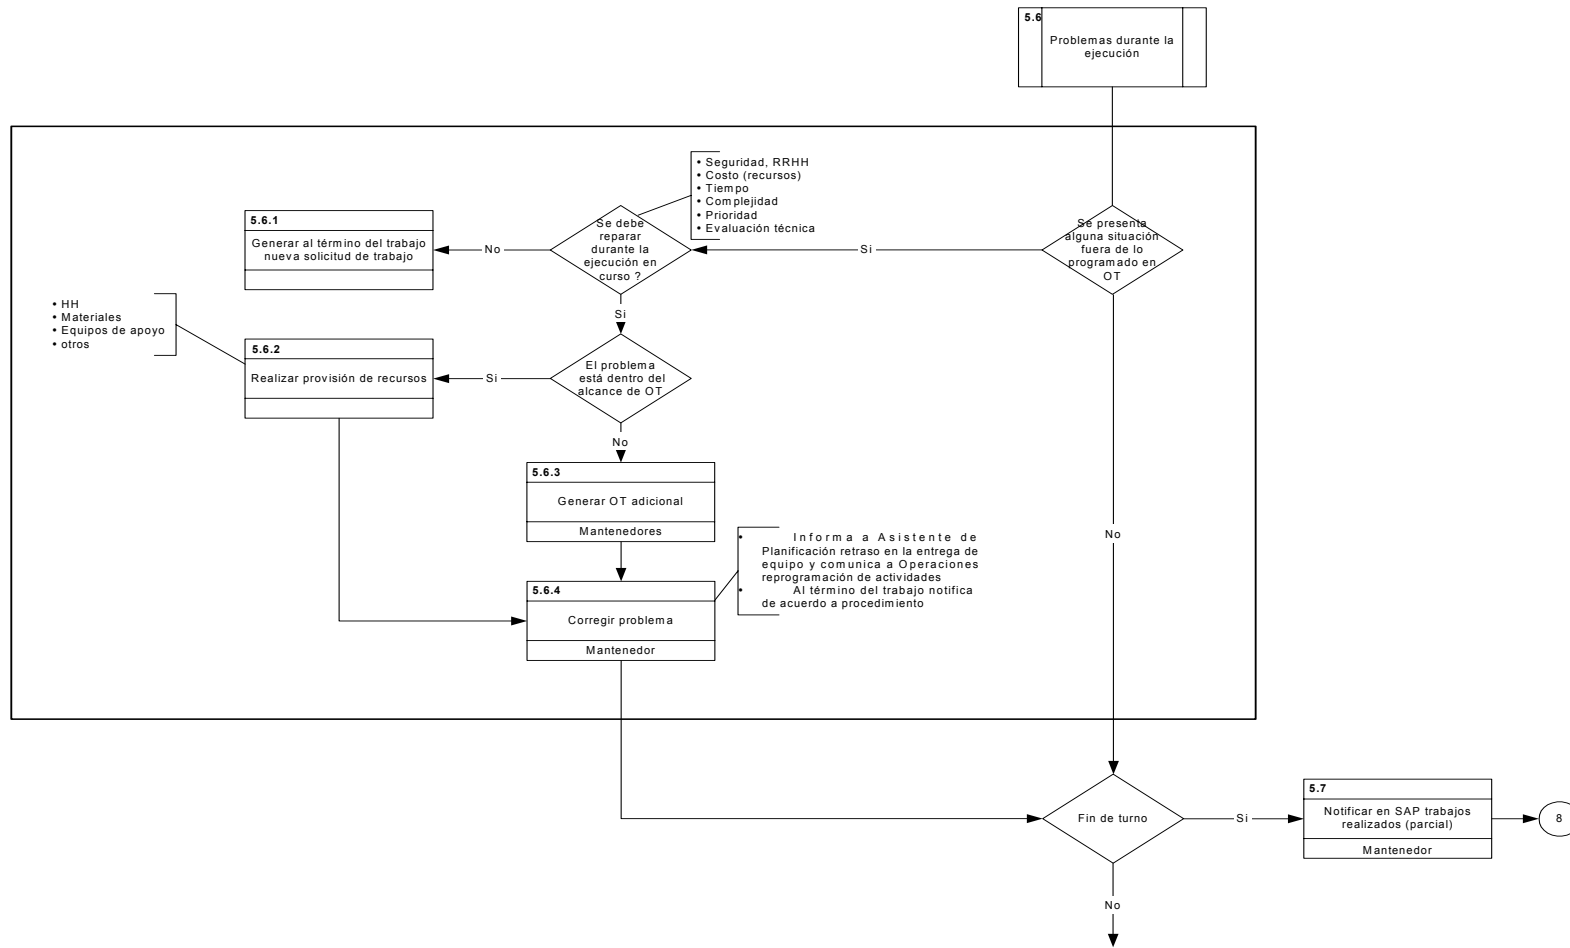 5.6
Problemas durante la
ejecución
• Seguridad, RRHH
• Costo (recursos)
• Tiempo
• Complejidad
• Prioridad
• Evaluación técnica
5.6.1
Generar al término del trabajo
nueva solicitud de trabajo
No
Se debe
reparar
durante la
ejecución en
curso ?
Si
Se presenta
alguna situación
fuera de lo
programado en
OT
Si
• HH
• Materiales
• Equipos de apoyo
• otros
5.6.2
Realizar provisión de recursos
Si
El problema
está dentro del
alcance de OT
No
5.6.3
Generar OT adicional
Mantenedores
No
• Informa a Asistente de
Planificación retraso en la entrega de
equipo y comunica a Operaciones
reprogramación de actividades
• Al término del trabajo notifica
de acuerdo a procedimiento
5.6.4
Corregir problema
Mantenedor
Fin de turno
Si
5.7
Notificar en SAP trabajos
realizados (parcial)
Mantenedor
8
No